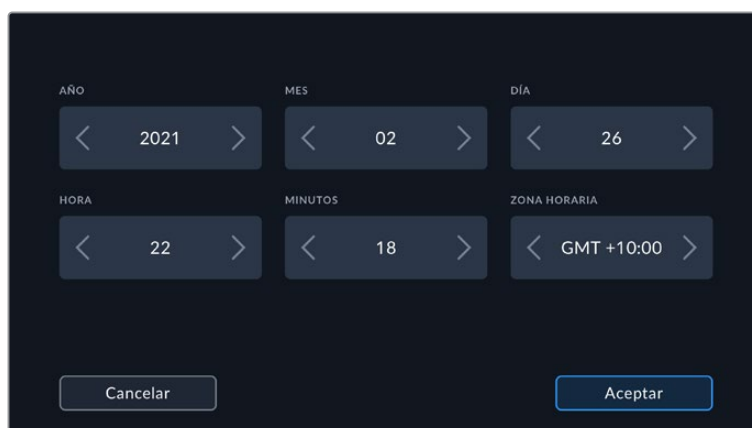 AÑO MES DÍA
2021 02 26
HORA MINUTOS ZONA HORARIA
22 18 GMT +10:00
Cancelar Aceptar